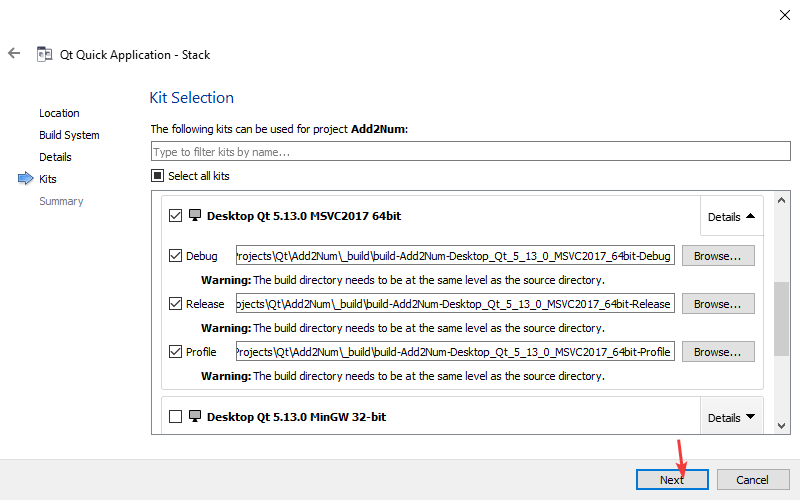 Qt Quick Application - Stack
Location
Build System
Details
Kits
Summary
Kit Selection
The following kits can be used for project Add2Num:
Type to filter kits by name...
Select all kits
Desktop Qt 5.13.0 MSVC2017 64bit
Details
Debug
rojects\Qt\Add2Num\_build\build-Add2Num-Desktop_Qt_5_13_0_MSVC2017_64bit-Debug
Browse...
Warning: The build directory needs to be at the same level as the source directory.
Release
ojects\Qt\Add2Num\_build\build-Add2Num-Desktop_Qt_5_13_0_MSVC2017_64bit-Release
Browse...
Warning: The build directory needs to be at the same level as the source directory.
Profile
Projects\Qt\Add2Num\_build\build-Add2Num-Desktop_Qt_5_13_0_MSVC2017_64bit-Profile
Browse...
Warning: The build directory needs to be at the same level as the source directory.
Desktop Qt 5.13.0 MinGW 32-bit
Details
Next
Cancel